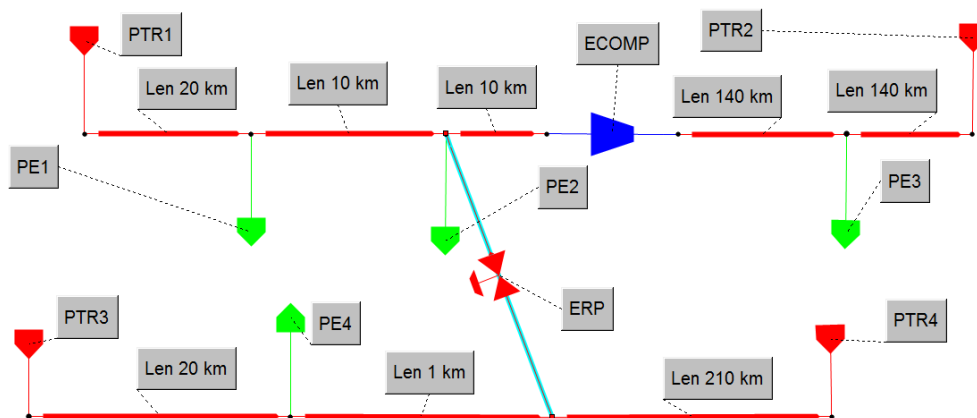 PTR1
ECOMP
PTR2
Len 20 km
Len 10 km
Len 10 km
Len 140 km
Len 140 km
PE1
PE2
PE3
PTR3
PE4
ERP
PTR4
Len 20 km
Len 1 km
Len 210 km